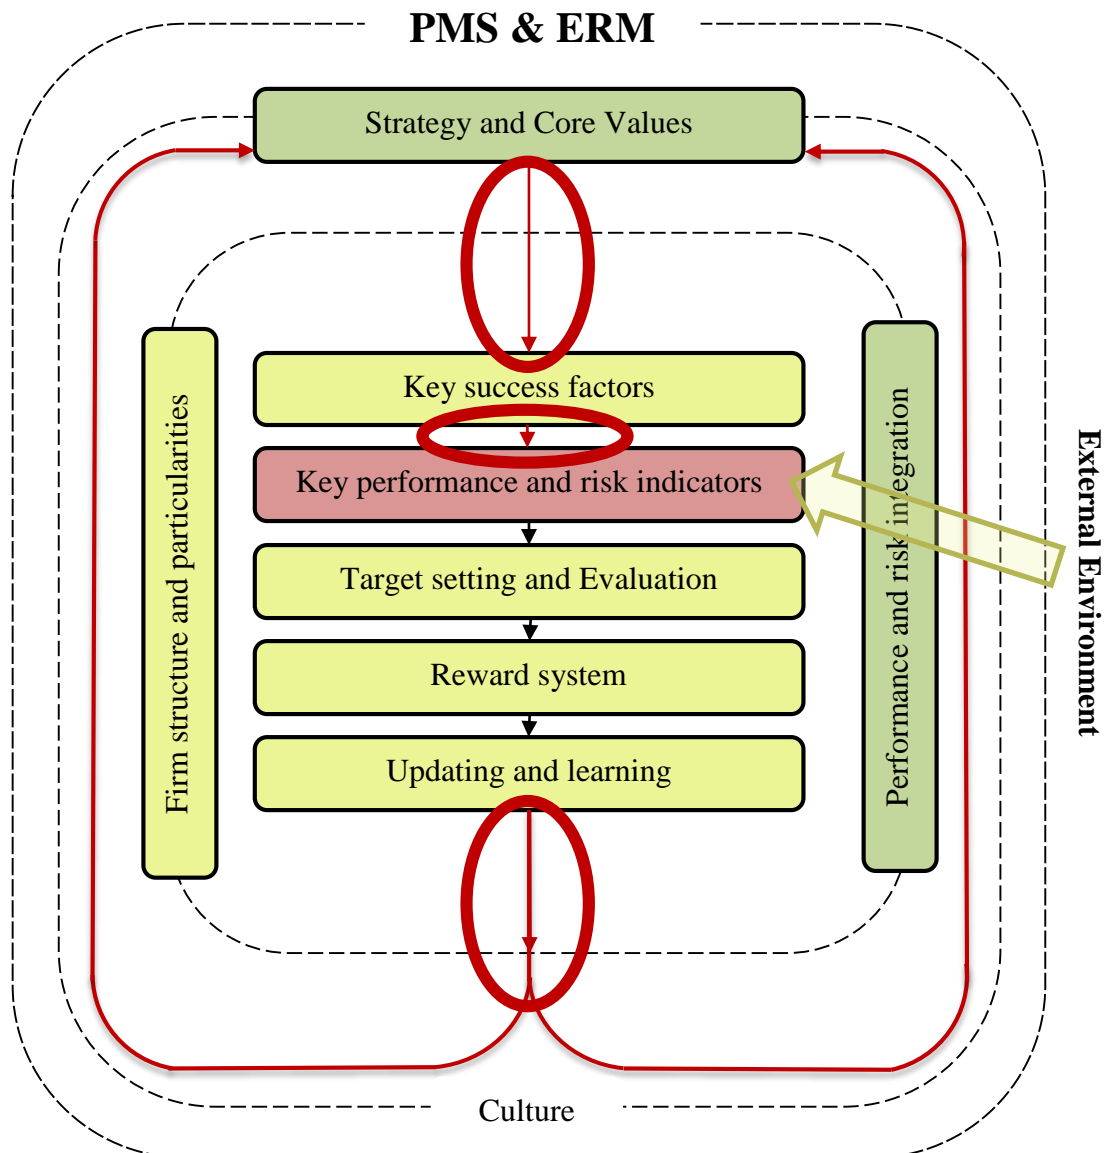 PMS & ERM
Strategy and Core Values
Key success factors
Key performance and risk indicators
Target setting and Evaluation
Reward system
Updating and learning
Firm structure and particularities
Performance and risk integration
External Environment
Culture